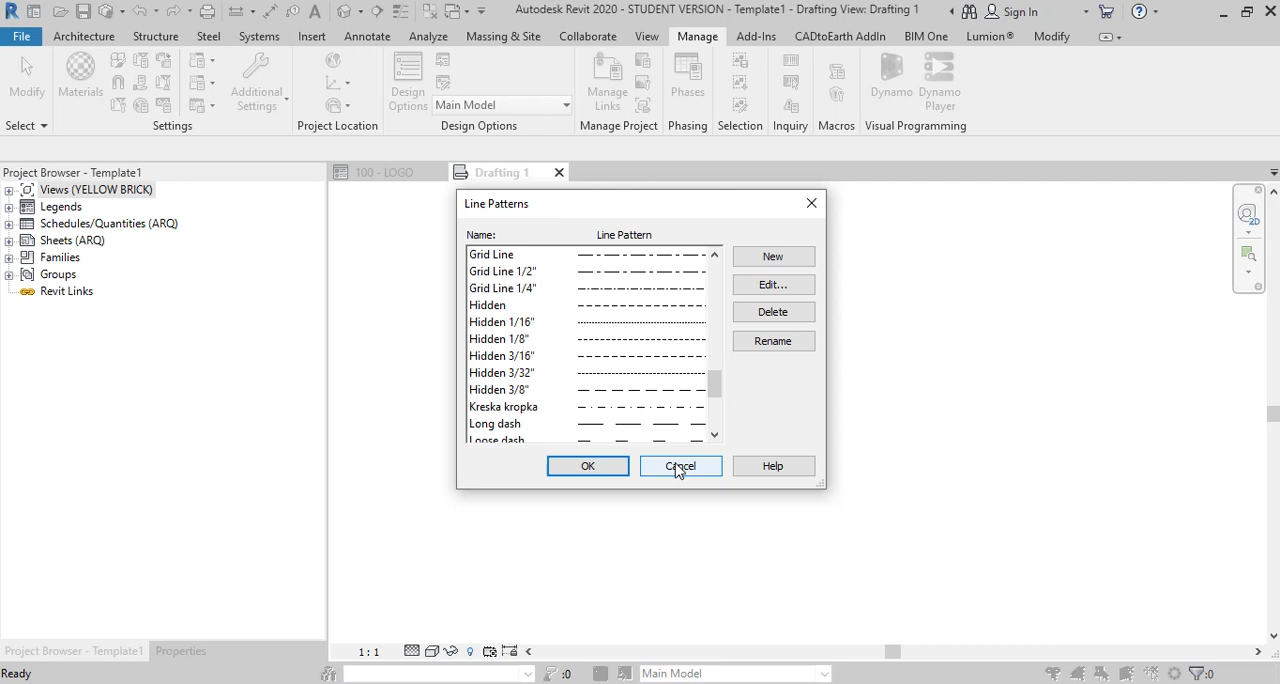 Autodesk Revit 2020 - STUDENT VERSION - Template1 - Drafting View: Drafting 1
Sign In
File Architecture Structure Steel Systems Insert Annotate Analyze Massing & Site Collaborate View Manage Add-Ins CADtoEarth AddIn BIM One Lumion® Modify
Modify
Materials
Additional Settings
Design Options
Main Model
Manage Links
Phases
Dynamo
Dynamo Player
Select Settings Project Location Design Options Manage Project Phasing Selection Inquiry Macros Visual Programming
Project Browser - Template1
100 - LOGO
Drafting 1
Views (YELLOW BRICK)
Legends
Schedules/Quantities (ARQ)
Sheets (ARQ)
Families
Groups
Revit Links
Line Patterns
Name: Line Pattern
Grid Line
Grid Line 1/2"
Grid Line 1/4"
Hidden
Hidden 1/16"
Hidden 1/8"
Hidden 3/16"
Hidden 3/32"
Hidden 3/8"
Kreska kropka
Long dash
Loose dash
New
Edit...
Delete
Rename
OK Cancel Help
2D
1 : 1
Project Browser - Template1 Properties
Ready
:0
Main Model
:0